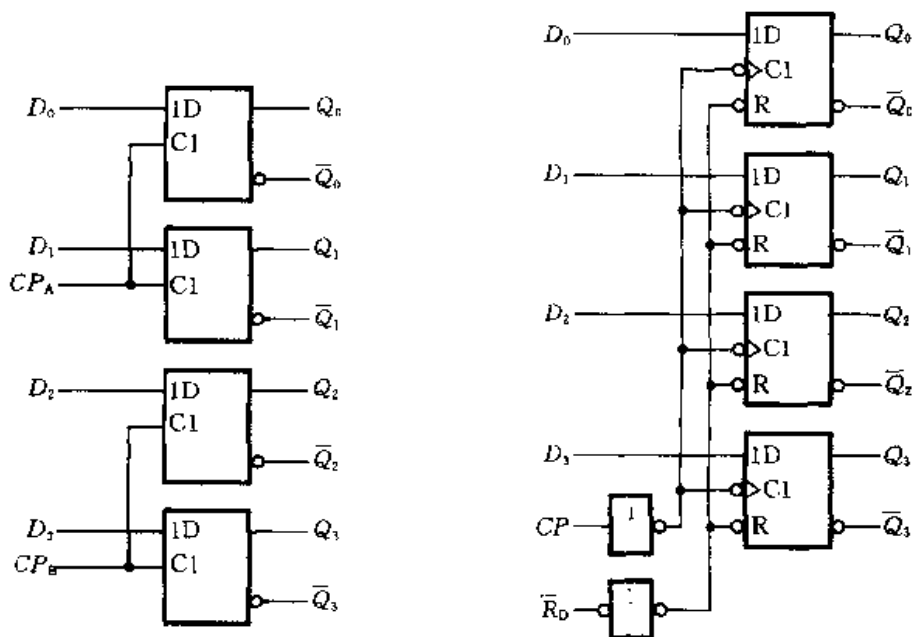 D₀ 1D Q₀
C1
Q̅₀
D₁ 1D Q₁
CP_A C1
Q̅₁
D₂ 1D Q₂
C1
Q̅₂
1D Q₃
C1
Q̅₃
D₀ 1D Q₀
C1
R Q̅₀
D₁ 1D Q₁
C1
R Q̅₁
D₂ 1D Q₂
C1
R Q̅₂
D₃ 1D Q₃
C1
CP 1 R Q̅₃
R̅_D